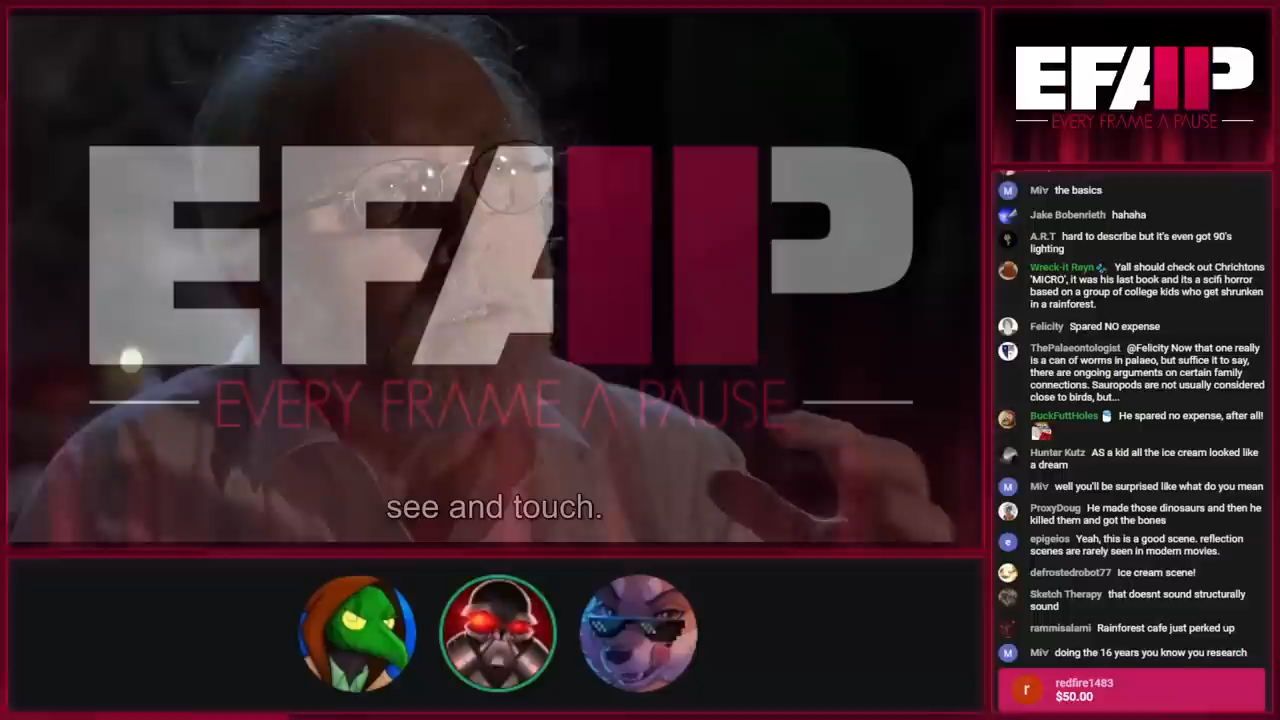 EFAP
EVERY FRAME A PAUSE
see and touch.
EFAP
EVERY FRAME A PAUSE
Miv the basics
Jake Bobenrieth hahaha
A.R.T hard to describe but it's even got 90's
lighting
Wreck-it Rayn Yall should check out Chrichtons
'MICRO', it was his last book and its a scifi horror
based on a group of college kids who get shrunken
in a rainforest.
Felicity Spared NO expense
ThePalaeontologist @Felicity Now that one really
is a can of worms in palaeo, but suffice it to say,
there are ongoing arguments on certain family
connections. Sauropods are not usually considered
close to birds, but...
BuckFuttHoles He spared no expense, after all!
Hunter Kutz AS a kid all the ice cream looked like
a dream
Miv well you'll be surprised like what do you mean
ProxyDoug He made those dinosaurs and then he
killed them and got the bones
epigeios Yeah, this is a good scene. reflection
scenes are rarely seen in modern movies.
defrostedrobot77 Ice cream scene!
Sketch Therapy that doesnt sound structurally
sound
rammisalami Rainforest cafe just perked up
Miv doing the 16 years you know you research
redfire1483
$50.00